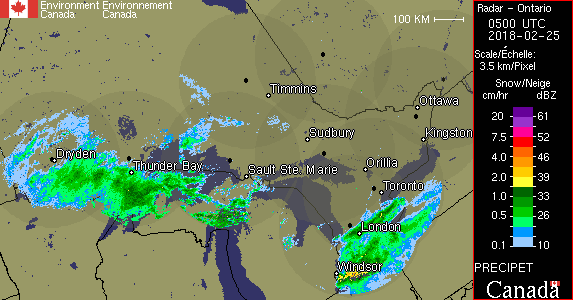 Environment Environnement
Canada Canada
100 KM
Timmins
Ottawa
Sudbury
Kingston
Dryden
Thunder Bay
Sault Ste. Marie
Orillia
Toronto
London
Windsor
Radar - Ontario
0500 UTC
2018-02-25
Scale/Échelle:
3.5 km/Pixel
Snow/Neige
cm/hr dBZ
20 61
7.5 57
5.5 52
4.0 46
2.0 39
1.0 33
0.5 26
0.1 10
PRECIPET
Canada